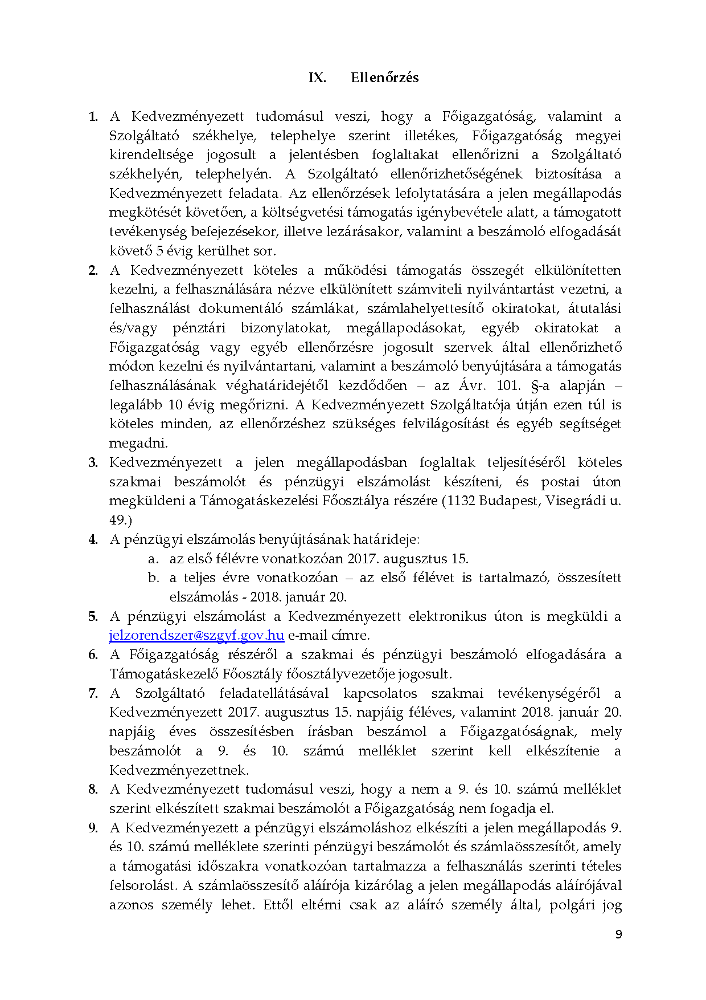 IX. Ellenőrzés
1. A Kedvezményezett tudomásul veszi, hogy a Főigazgatóság, valamint a
Szolgáltató székhelye, telephelye szerint illetékes, Főigazgatóság megyei
kirendeltsége jogosult a jelentésben foglaltakat ellenőrizni a Szolgáltató
székhelyén, telephelyén. A Szolgáltató ellenőrizhetőségének biztosítása a
Kedvezményezett feladata. Az ellenőrzések lefolytatására a jelen megállapodás
megkötését követően, a költségvetési támogatás igénybevétele alatt, a támogatott
tevékenység befejezésekor, illetve lezárásakor, valamint a beszámoló elfogadását
követő 5 évig kerülhet sor.
2. A Kedvezményezett köteles a működési támogatás összegét elkülönítetten
kezelni, a felhasználására nézve elkülönített számviteli nyilvántartást vezetni, a
felhasználást dokumentáló számlákat, számlahelyettesítő okiratokat, átutalási
és/vagy pénztári bizonylatokat, megállapodásokat, egyéb okiratokat a
Főigazgatóság vagy egyéb ellenőrzésre jogosult szervek által ellenőrizhető
módon kezelni és nyilvántartani, valamint a beszámoló benyújtására a támogatás
felhasználásának véghatáridejétől kezdődően – az Ávr. 101. §-a alapján –
legalább 10 évig megőrizni. A Kedvezményezett Szolgáltatója útján ezen túl is
köteles minden, az ellenőrzéshez szükséges felvilágosítást és egyéb segítséget
megadni.
3. Kedvezményezett a jelen megállapodásban foglaltak teljesítéséről köteles
szakmai beszámolót és pénzügyi elszámolást készíteni, és postai úton
megküldeni a Támogatáskezelési Főosztálya részére (1132 Budapest, Visegrádi u.
49.)
4. A pénzügyi elszámolás benyújtásának határideje:
a. az első félévre vonatkozóan 2017. augusztus 15.
b. a teljes évre vonatkozóan – az első félévet is tartalmazó, összesített
elszámolás - 2018. január 20.
5. A pénzügyi elszámolást a Kedvezményezett elektronikus úton is megküldi a
jelzorendszer@szgyf.gov.hu e-mail címre.
6. A Főigazgatóság részéről a szakmai és pénzügyi beszámoló elfogadására a
Támogatáskezelő Főosztály főosztályvezetője jogosult.
7. A Szolgáltató feladatellátásával kapcsolatos szakmai tevékenységéről a
Kedvezményezett 2017. augusztus 15. napjáig féléves, valamint 2018. január 20.
napjáig éves összesítésben írásban beszámol a Főigazgatóságnak, mely
beszámolót a 9. és 10. számú melléklet szerint kell elkészítenie a
Kedvezményezettnek.
8. A Kedvezményezett tudomásul veszi, hogy a nem a 9. és 10. számú melléklet
szerint elkészített szakmai beszámolót a Főigazgatóság nem fogadja el.
9. A Kedvezményezett a pénzügyi elszámoláshoz elkészíti a jelen megállapodás 9.
és 10. számú melléklete szerinti pénzügyi beszámolót és számlaösszesítőt, amely
a támogatási időszakra vonatkozóan tartalmazza a felhasználás szerinti tételes
felsorolást. A számlaösszesítő aláírója kizárólag a jelen megállapodás aláírójával
azonos személy lehet. Ettől eltérni csak az aláíró személy által, polgári jog
9